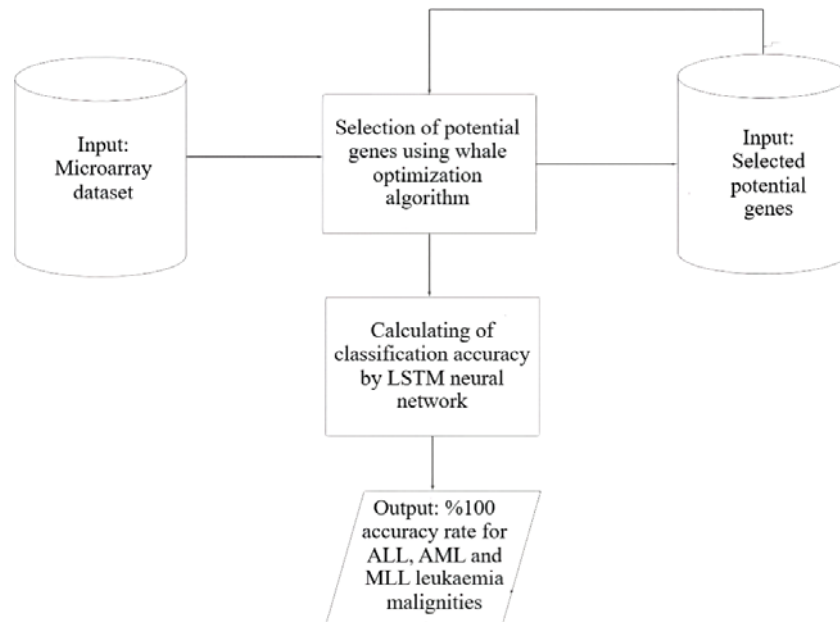 Input:
Microarray
dataset
Selection of potential
genes using whale
optimization
algorithm
Input:
Selected
potential
genes
Calculating of
classification accuracy
by LSTM neural
network
Output: %100
accuracy rate for
ALL, AML and
MLL leukaemia
malignities